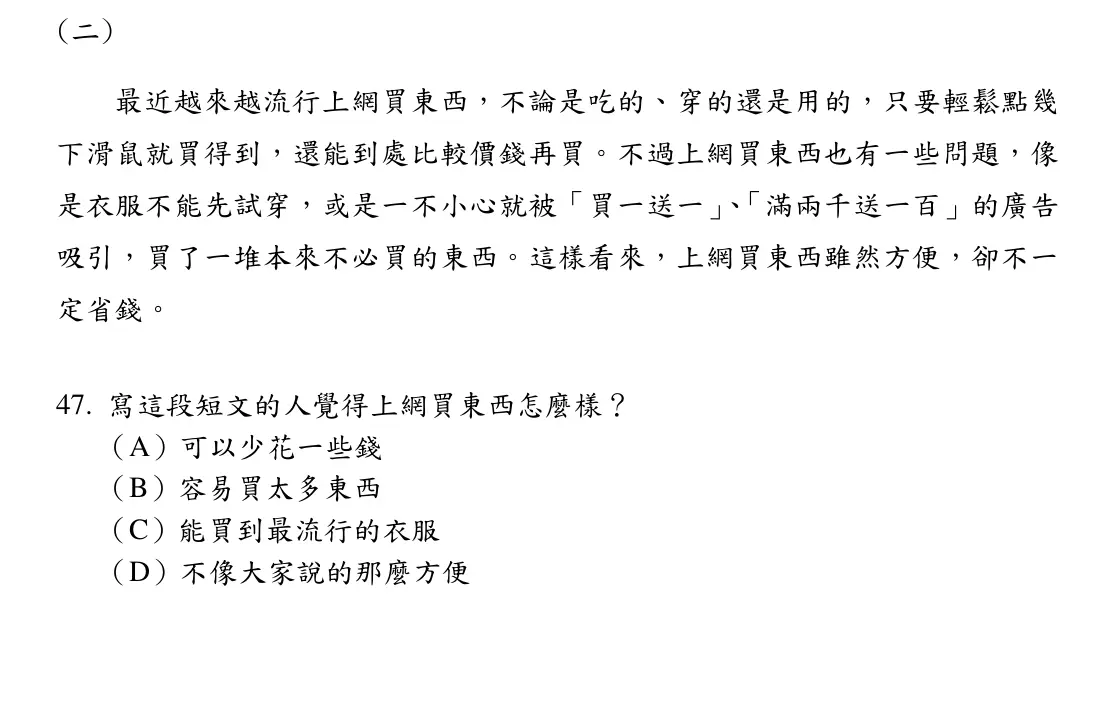 （二）
最近越來越流行上網買東西，不論是吃的、穿的還是用的，只要輕鬆點幾
下滑鼠就買得到，還能到處比較價錢再買。不過上網買東西也有一些問題，像
是衣服不能先試穿，或是一不小心就被「買一送一」、「滿兩千送一百」的廣告
吸引，買了一堆本來不必買的東西。這樣看來，上網買東西雖然方便，卻不一
定省錢。
47. 寫這段短文的人覺得上網買東西怎麼樣？
（A）可以少花一些錢
（B）容易買太多東西
（C）能買到最流行的衣服
（D）不像大家說的那麼方便